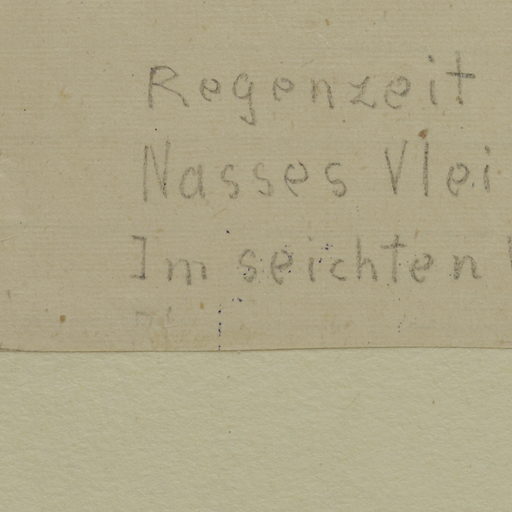 Regenzeit
Nasses Vlei
Im seichten